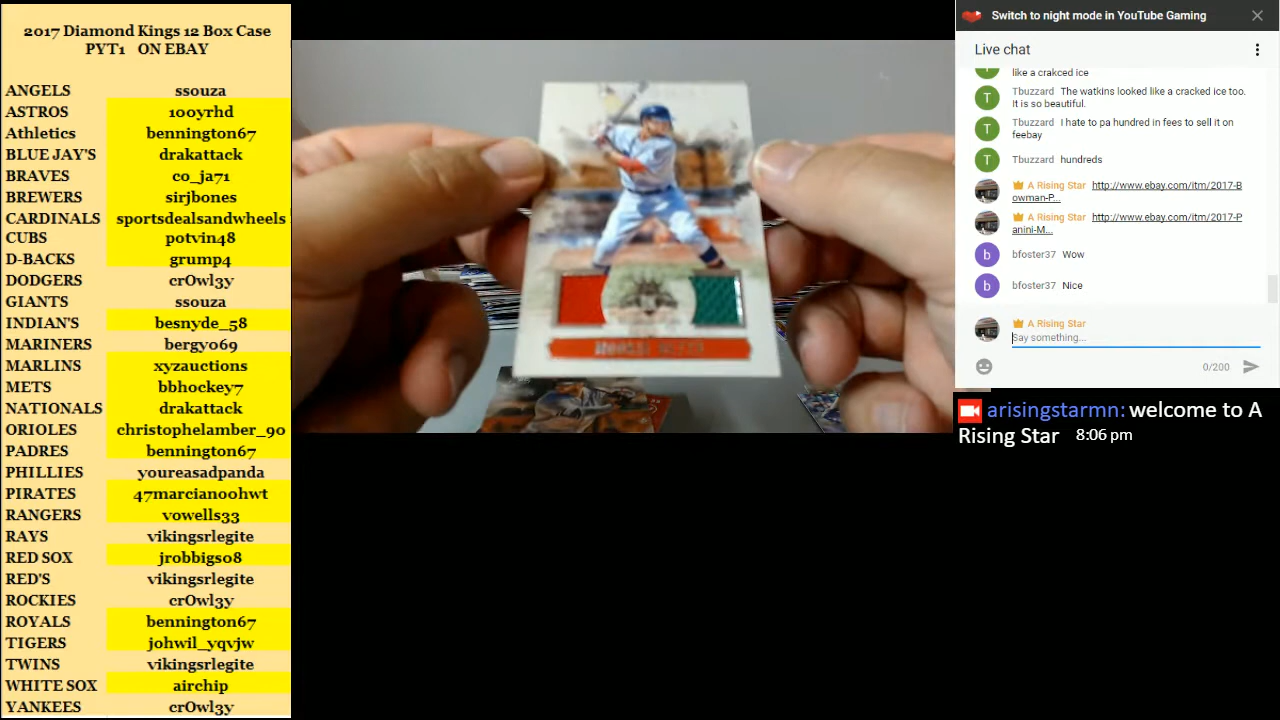 2017 Diamond Kings 12 Box Case
PYT1 ON EBAY
ANGELS ssouza
ASTROS 100yrhd
Athletics bennington67
BLUE JAY'S drakattack
BRAVES co_ja71
BREWERS sirjbones
CARDINALS sportsdealsandwheels
CUBS potvin48
D-BACKS grump4
DODGERS crOwl3y
GIANTS ssouza
INDIAN'S besnyde_58
MARINERS bergy069
MARLINS xyzauctions
METS bbhockey7
NATIONALS drakattack
ORIOLES christophelamber_90
PADRES bennington67
PHILLIES youreasadpanda
PIRATES 47marcianoohwt
RANGERS vowells33
RAYS vikingsrlegite
RED SOX jrobbigs08
RED'S vikingsrlegite
ROCKIES crOwl3y
ROYALS bennington67
TIGERS johwil_yqvjw
TWINS vikingsrlegite
WHITE SOX airchip
YANKEES crOwl3y
Switch to night mode in YouTube Gaming
Live chat
like a crakced ice
T Tbuzzard The watkins looked like a cracked ice too.
It is so beautiful.
T Tbuzzard I hate to pa hundred in fees to sell it on
feebay
T Tbuzzard hundreds
A Rising Star http://www.ebay.com/itm/2017-B
owman-P...
A Rising Star http://www.ebay.com/itm/2017-P
anini-M...
b bfoster37 Wow
b bfoster37 Nice
A Rising Star
Say something...
0/200
arisingstarmn: welcome to A
Rising Star 8:06 pm